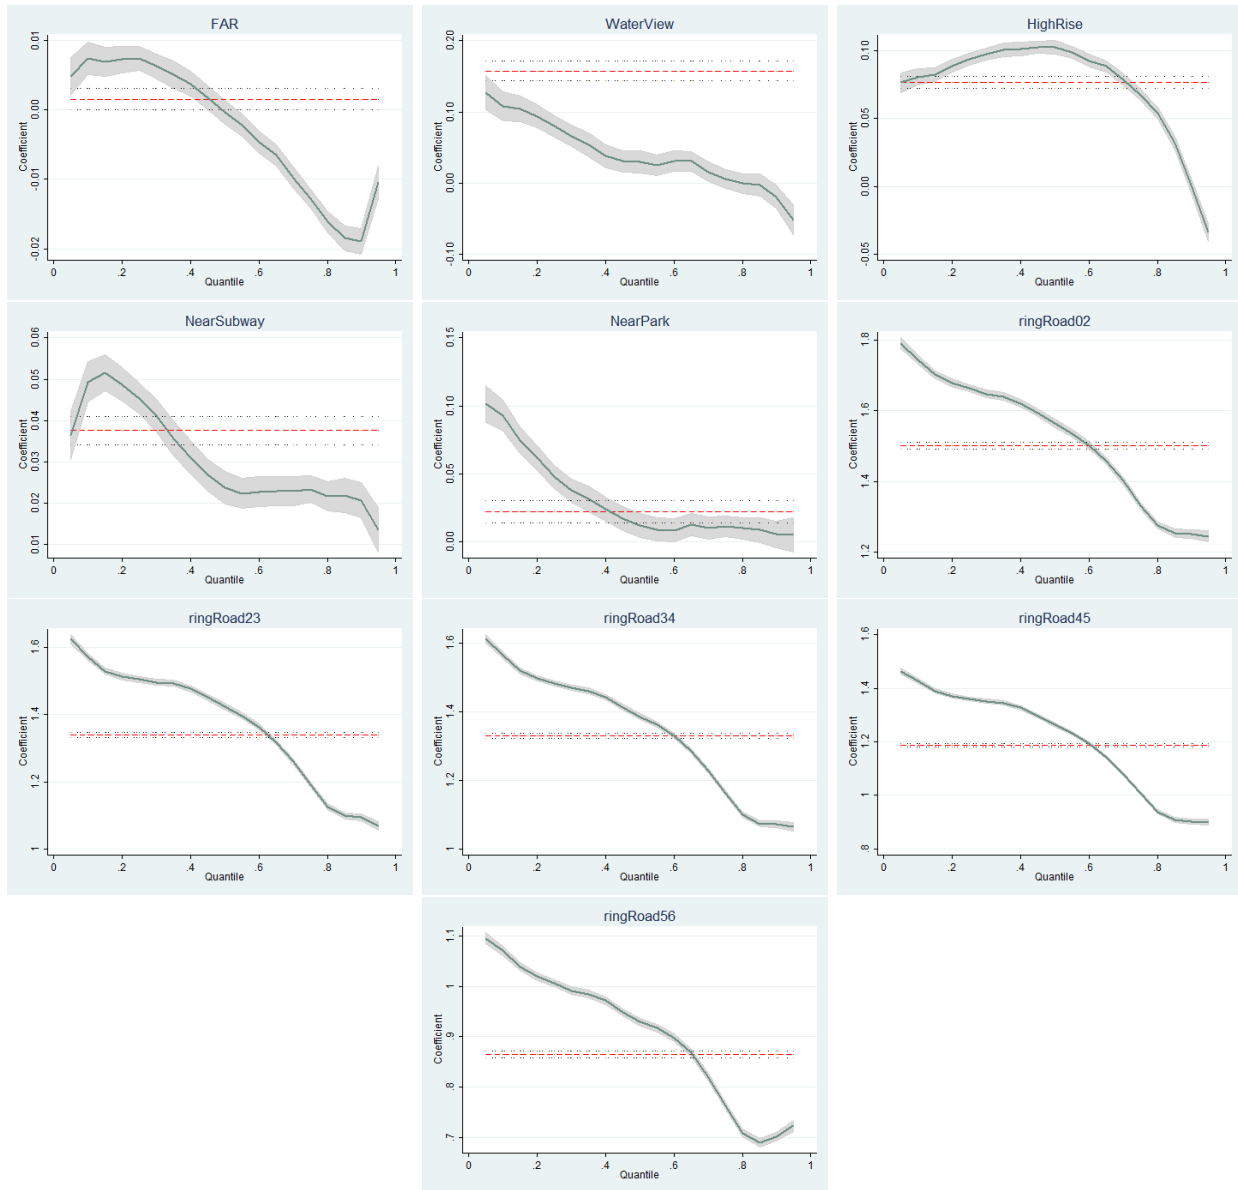 FAR
Coefficient
0.01
0.00
-0.01
-0.02
0 .2 .4 .6 .8 1
Quantile
WaterView
Coefficient
0.20
0.10
0.00
-0.10
0 .2 .4 .6 .8 1
Quantile
HighRise
Coefficient
0.10
0.05
0.00
-0.05
0 .2 .4 .6 .8 1
Quantile
NearSubway
Coefficient
0.06
0.05
0.04
0.03
0.02
0.01
0 .2 .4 .6 .8 1
Quantile
NearPark
Coefficient
0.15
0.10
0.05
0.00
0 .2 .4 .6 .8 1
Quantile
ringRoad02
Coefficient
1.8
1.6
1.4
1.2
0 .2 .4 .6 .8 1
Quantile
ringRoad23
Coefficient
1.6
1.4
1.2
1
0 .2 .4 .6 .8 1
Quantile
ringRoad34
Coefficient
1.6
1.4
1.2
1
0 .2 .4 .6 .8 1
Quantile
ringRoad45
Coefficient
1.6
1.4
1.2
1
.8
0 .2 .4 .6 .8 1
Quantile
ringRoad56
Coefficient
1.1
1
.9
.8
.7
0 .2 .4 .6 .8 1
Quantile